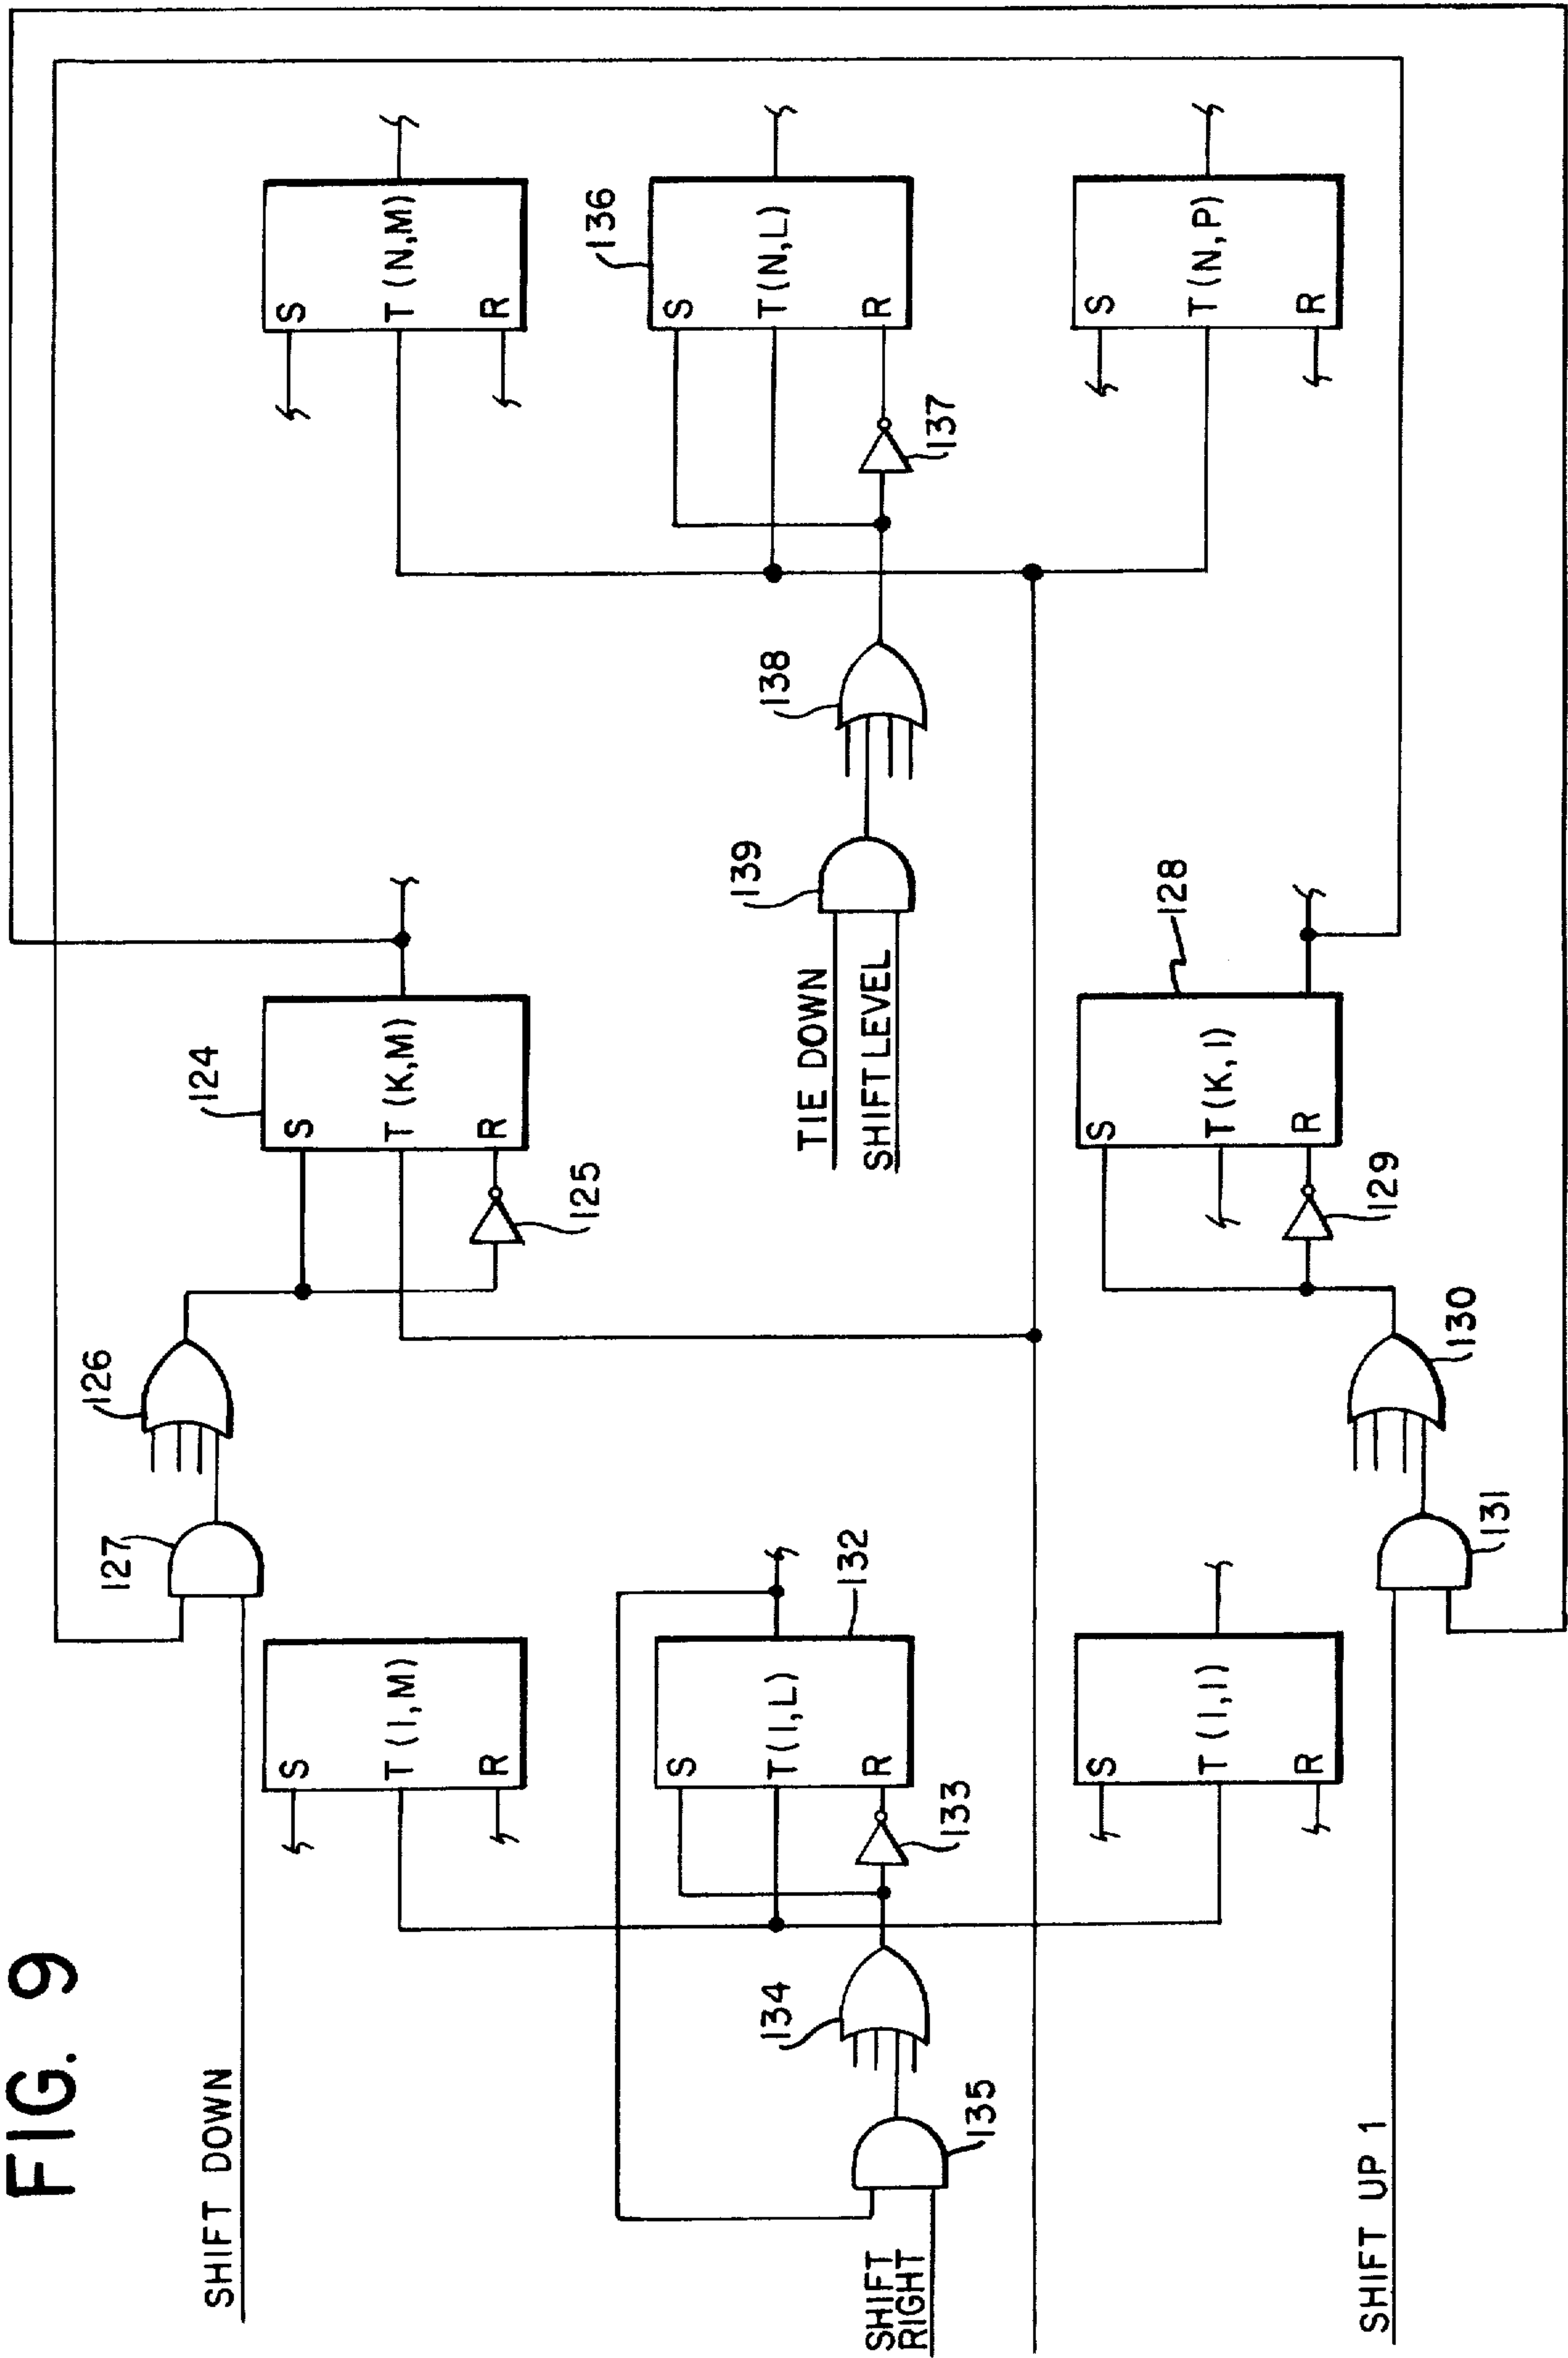 FIG. 9
127
126
SHIFT DOWN
124
S
S
S
T (1,M)
T (K,M)
T (N,M)
R
R
R
125
136
S
S
T(1,L)
T(N,L)
134
139
138
TIE DOWN
R
R
132
SHIFT LEVEL
SHIFT
RIGHT
133
137
135
S
S
S
128
T (1,1)
T (K,1)
T (N,P)
R
R
R
SHIFT UP 1
129
130
131